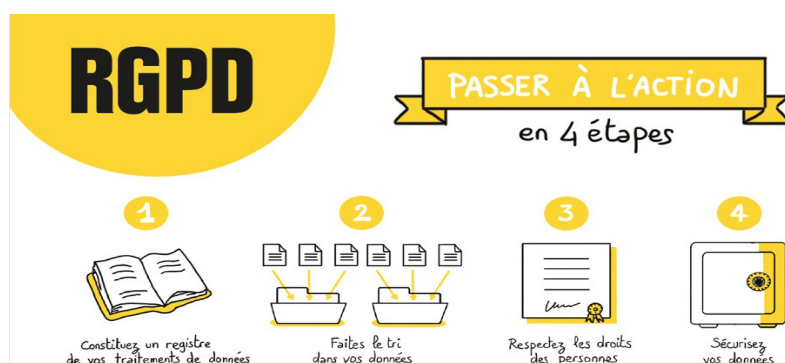 RGPD
PASSER À L'ACTION
en 4 étapes
1
Constituez un registre
de vos traitements de données
2
Faites le tri
dans vos données
3
Respectez les droits
des personnes
4
Sécurisez
vos données